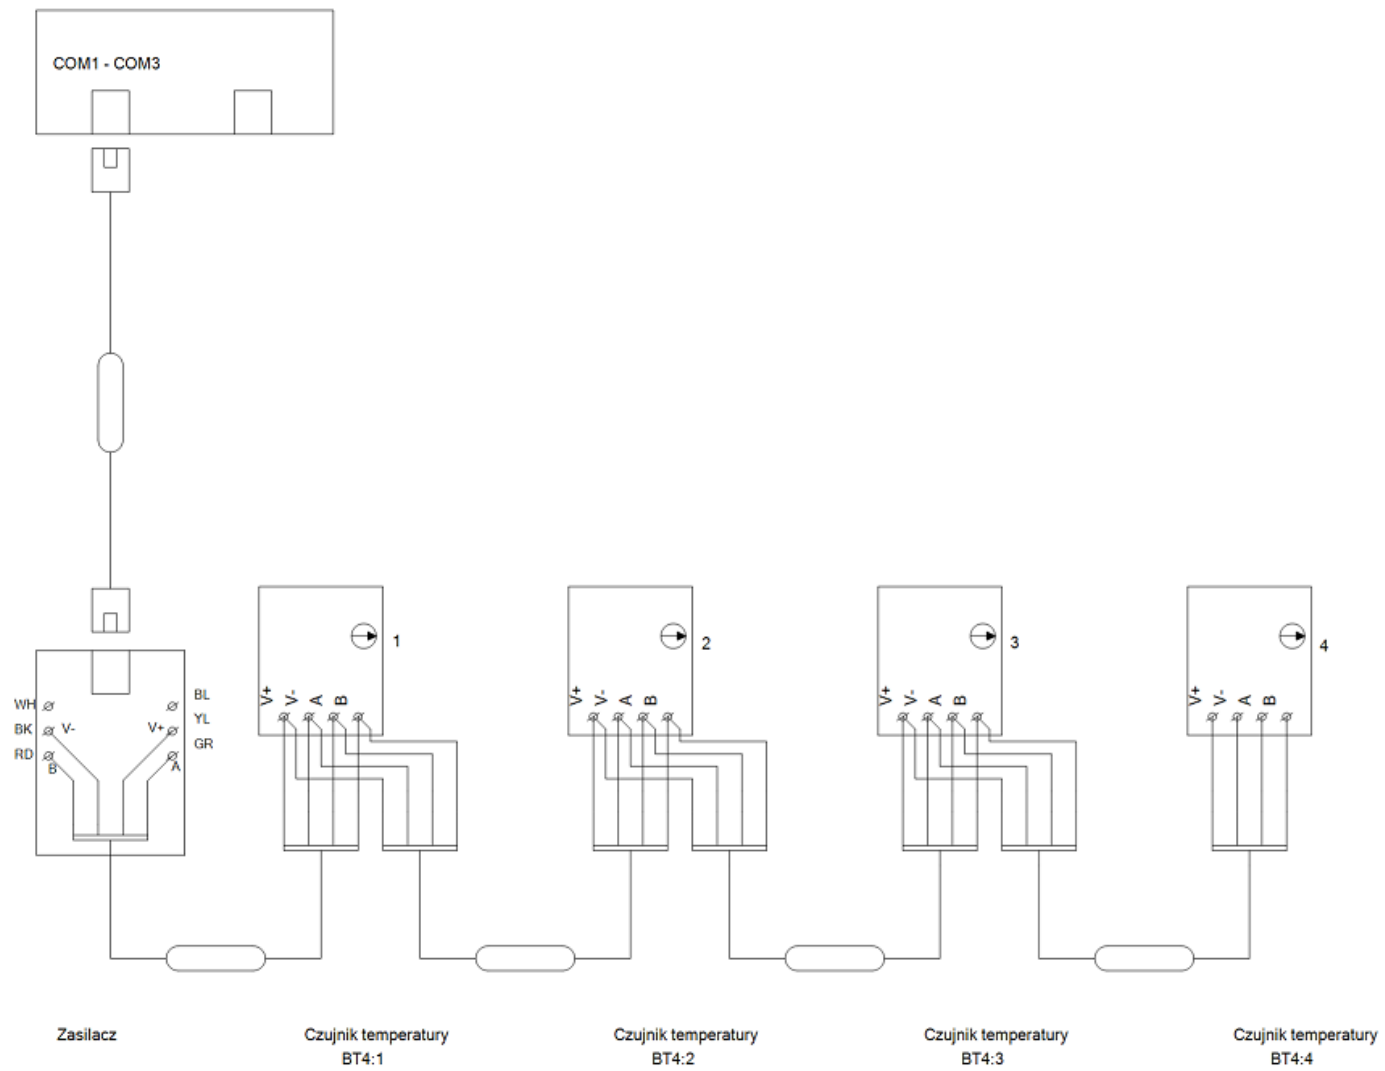 COM1 - COM3
1
2
3
4
V+ V- A B
V+ V- A B
V+ V- A B
V+ V- A B
WH
BL
BK V-
V+ YL
RD
GR
B
A
Zasilacz
Czujnik temperatury
BT4:1
Czujnik temperatury
BT4:2
Czujnik temperatury
BT4:3
Czujnik temperatury
BT4:4